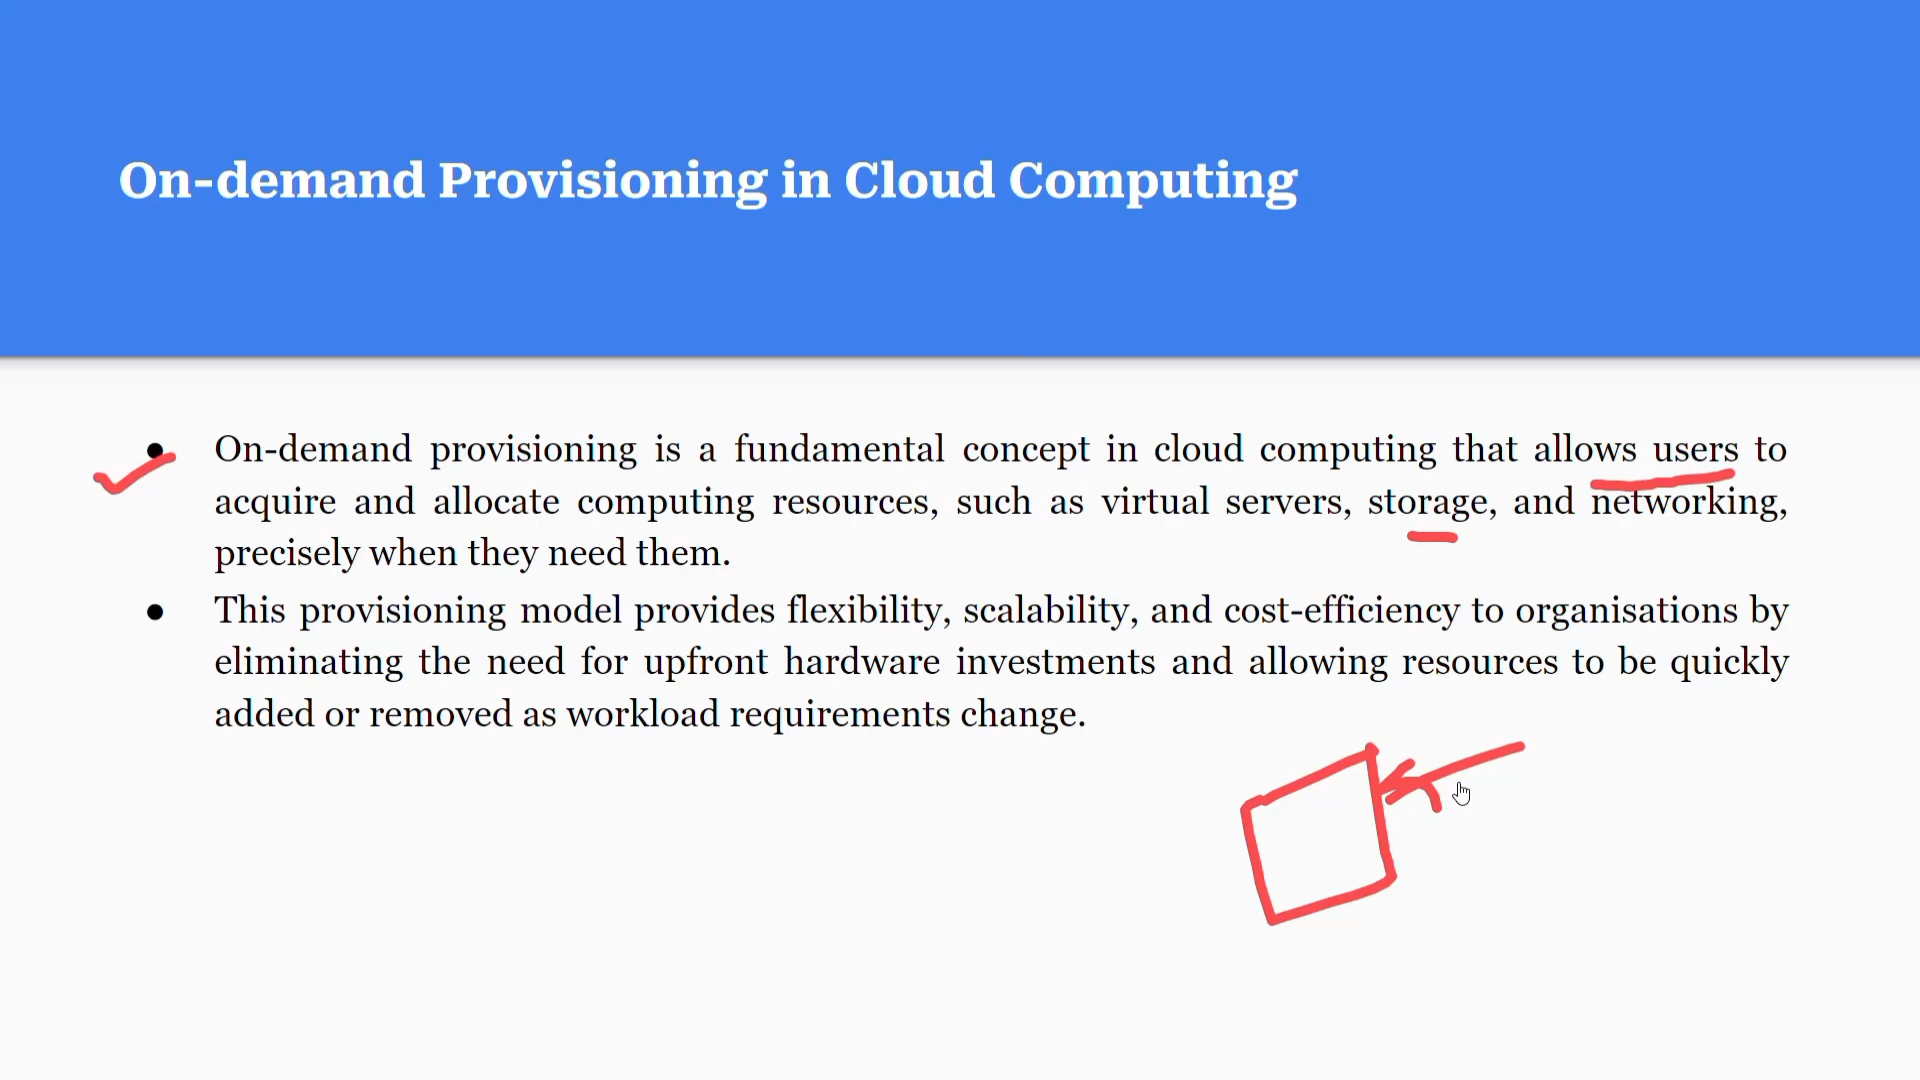 On-demand Provisioning in Cloud Computing
● On-demand provisioning is a fundamental concept in cloud computing that allows users to
acquire and allocate computing resources, such as virtual servers, storage, and networking,
precisely when they need them.
● This provisioning model provides flexibility, scalability, and cost-efficiency to organisations by
eliminating the need for upfront hardware investments and allowing resources to be quickly
added or removed as workload requirements change.